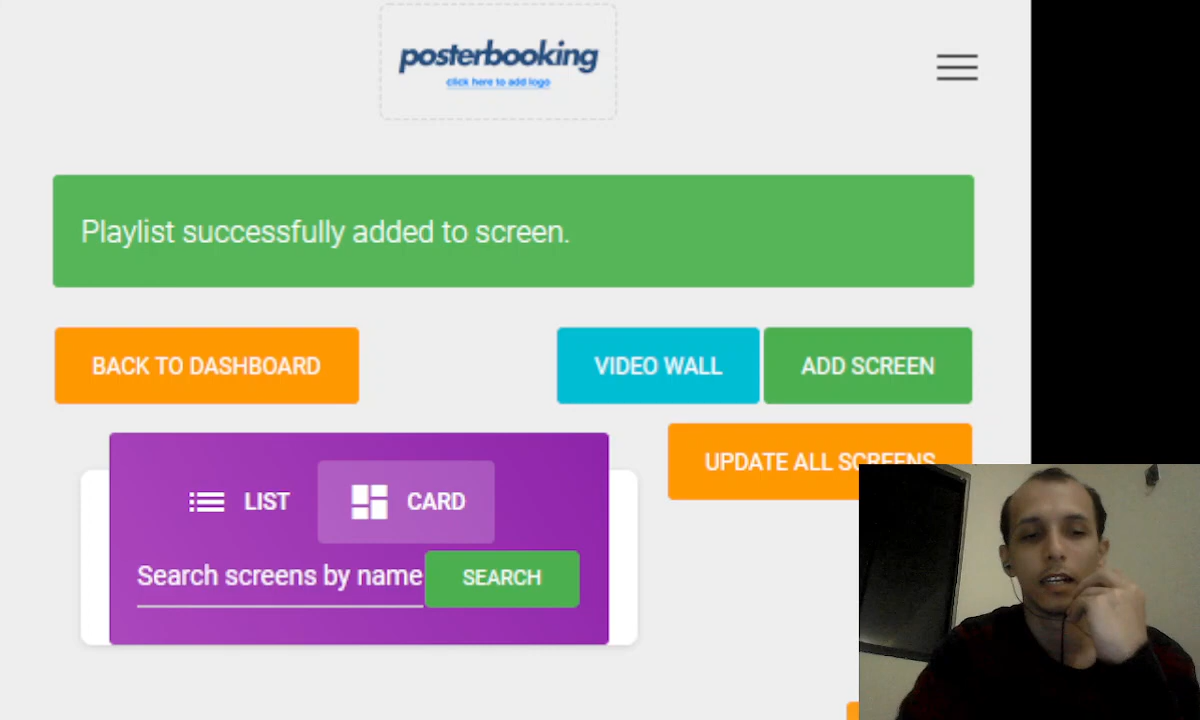 posterbooking
click here to add logo
Playlist successfully added to screen.
BACK TO DASHBOARD
VIDEO WALL
ADD SCREEN
UPDATE ALL SCREENS
LIST
CARD
Search screens by name
SEARCH